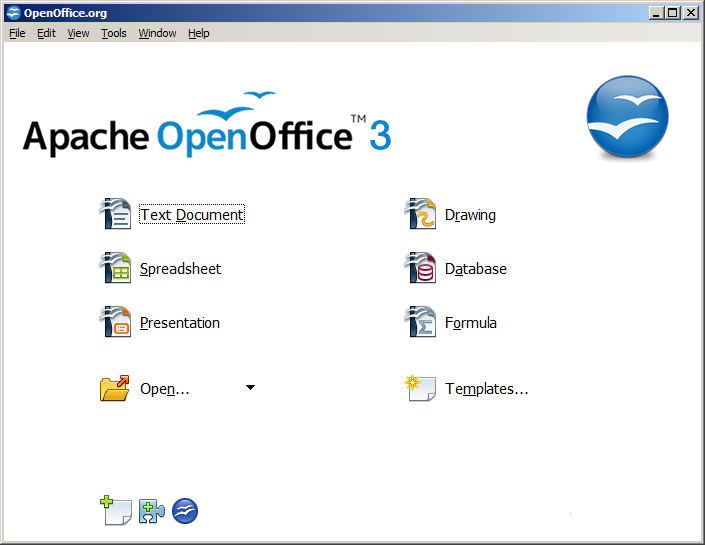 OpenOffice.org
File Edit View Tools Window Help
Apache OpenOffice™ 3
Text Document
Drawing
Spreadsheet
Database
Presentation
Formula
Open...
Templates...